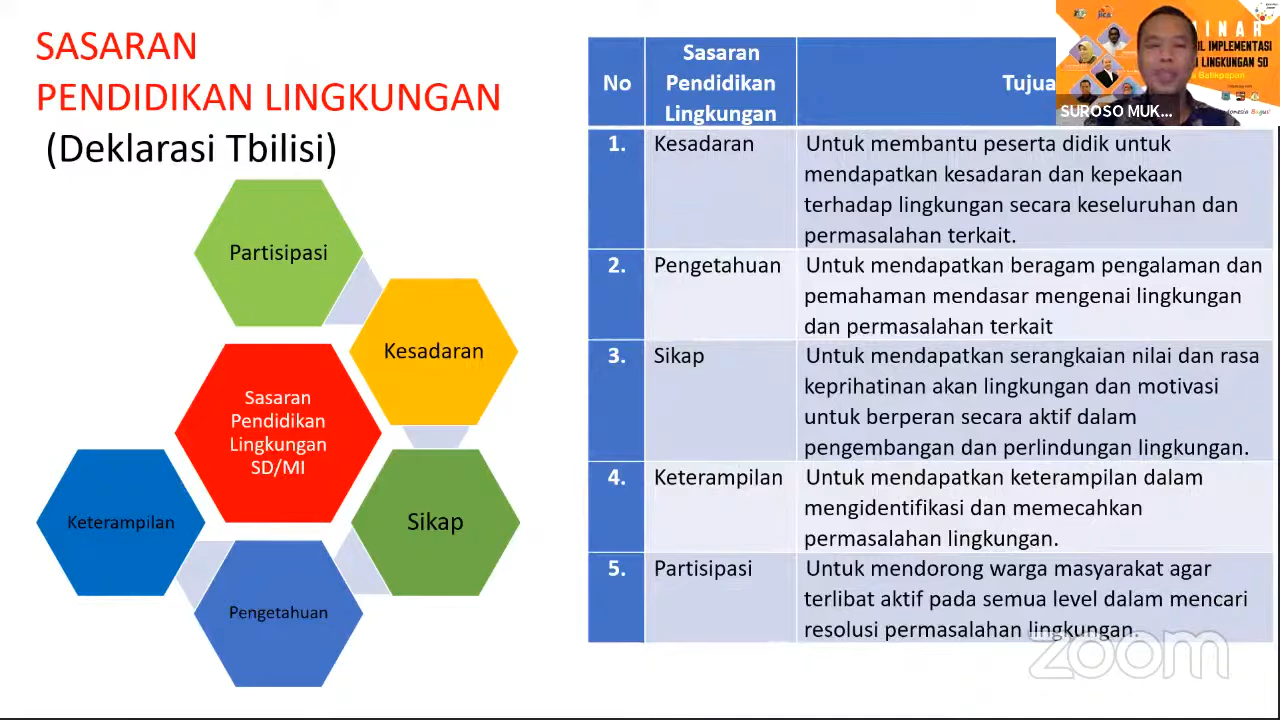 SASARAN
PENDIDIKAN LINGKUNGAN
(Deklarasi Tbilisi)
Partisipasi
Kesadaran
Sasaran
Pendidikan
Lingkungan
SD/MI
Keterampilan
Sikap
Pengetahuan
No
Sasaran
Pendidikan
Lingkungan
Tujua
1.
Kesadaran
Untuk membantu peserta didik untuk
mendapatkan kesadaran dan kepekaan
terhadap lingkungan secara keseluruhan dan
permasalahan terkait.
2.
Pengetahuan
Untuk mendapatkan beragam pengalaman dan
pemahaman mendasar mengenai lingkungan
dan permasalahan terkait
3.
Sikap
Untuk mendapatkan serangkaian nilai dan rasa
keprihatinan akan lingkungan dan motivasi
untuk berperan secara aktif dalam
pengembangan dan perlindungan lingkungan.
4.
Keterampilan
Untuk mendapatkan keterampilan dalam
mengidentifikasi dan memecahkan
permasalahan lingkungan.
5.
Partisipasi
Untuk mendorong warga masyarakat agar
terlibat aktif pada semua level dalam mencari
resolusi permasalahan lingkungan.
INAR
IMPLEMENTASI
LINGKUNGAN SD
Batikpapan
SUROSO MUK...
zoom